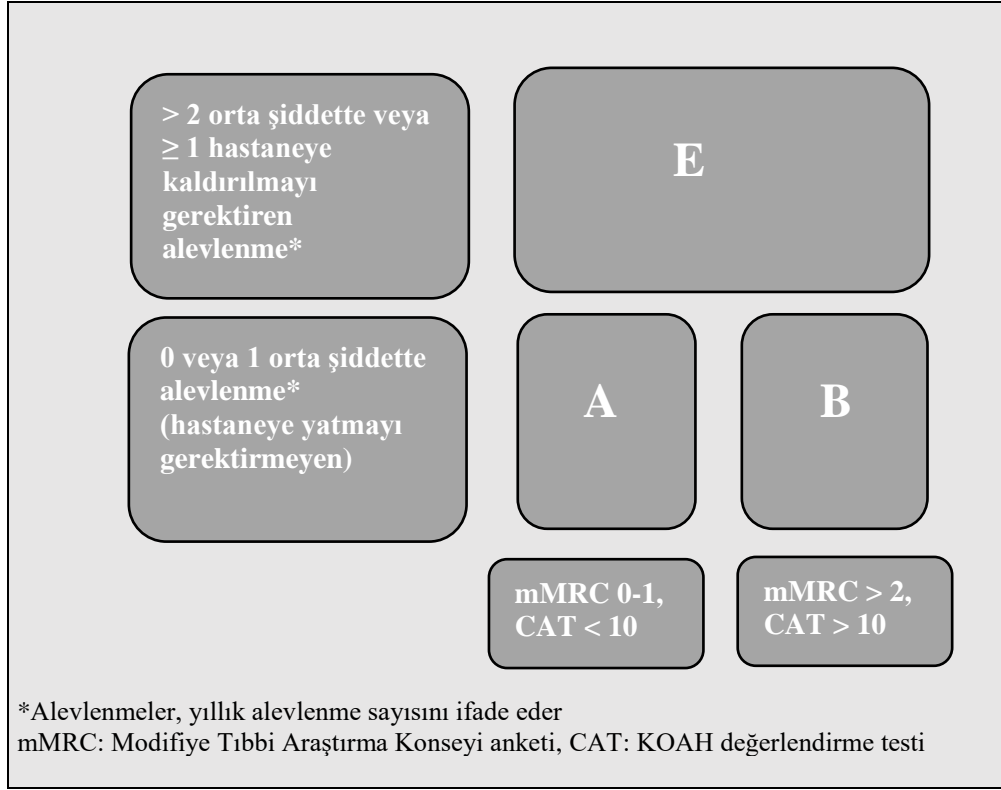 > 2 orta şiddette veya
≥ 1 hastaneye
kaldırılmayı
gerektiren
alevlenme*
E
0 veya 1 orta şiddette
alevlenme*
(hastaneye yatmayı
gerektirmeyen)
A
B
mMRC 0-1,
CAT < 10
mMRC > 2,
CAT > 10
*Alevlenmeler, yıllık alevlenme sayısını ifade eder
mMRC: Modifiye Tıbbi Araştırma Konseyi anketi, CAT: KOAH değerlendirme testi